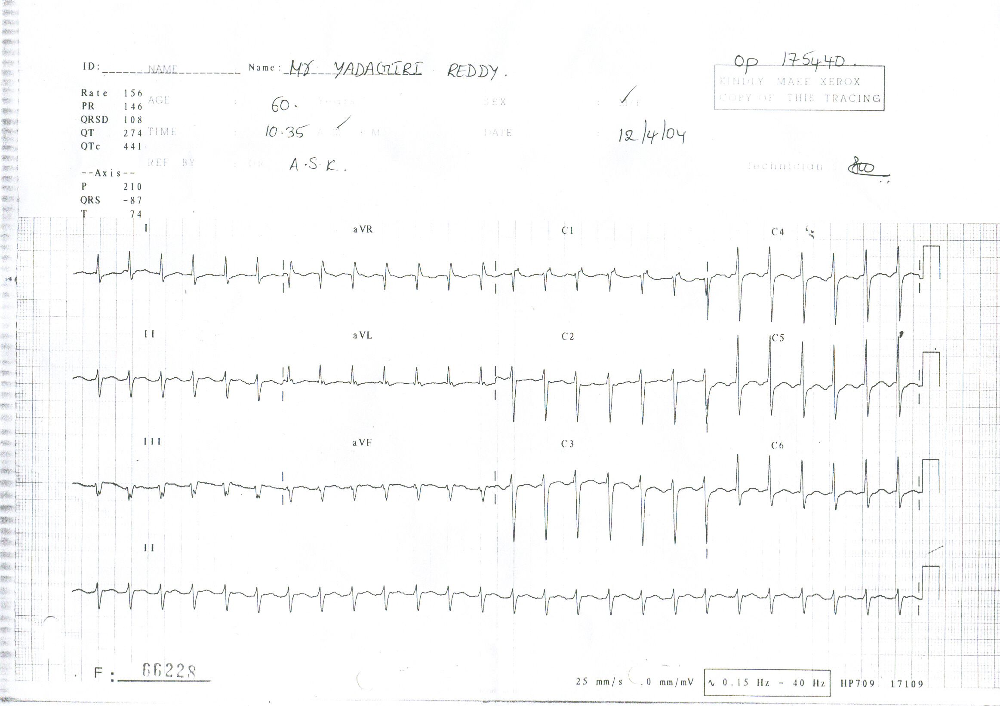 op 175440.
ID: NAME Name: Mr YADAGIRI REDDY.
KINDLY MAKE XEROX
COPY OF THIS TRACING
Rate 156
AGE : 60. Years SEX : M/F
PR 146
QRSD 108
QT 274
TIME : 10.35 A.M P.M DATE : 12/4/04
QTc 441
REF BY : DR A.S.K. Technician :
--Axis--
P 210
QRS -87
T 74
I aVR C1 C4
II aVL C2 C5
III aVF C3 C6
II
F: 66228
25 mm/s .0 mm/mV ∿ 0.15 Hz - 40 Hz HP709 17109